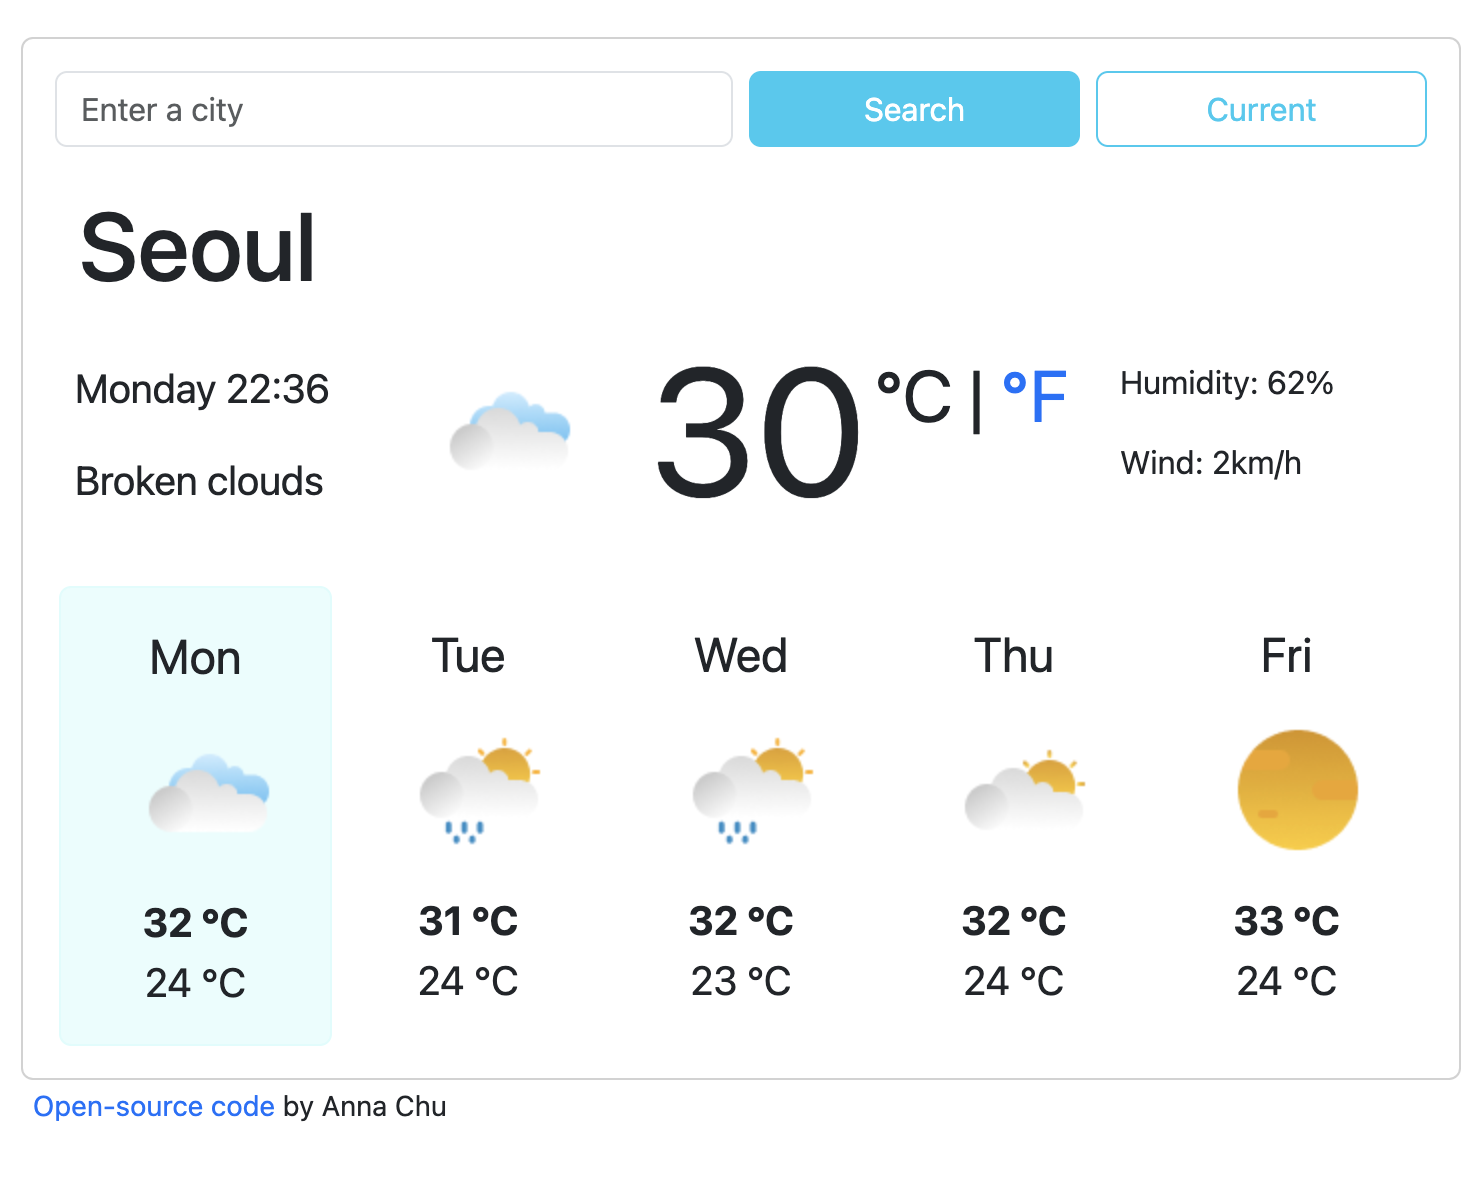 Enter a city
Search
Current
Seoul
Monday 22:36
Broken clouds
30 °C | °F
Humidity: 62%
Wind: 2km/h
Mon
32 °C
24 °C
Tue
31 °C
24 °C
Wed
32 °C
23 °C
Thu
32 °C
24 °C
Fri
33 °C
24 °C
Open-source code by Anna Chu